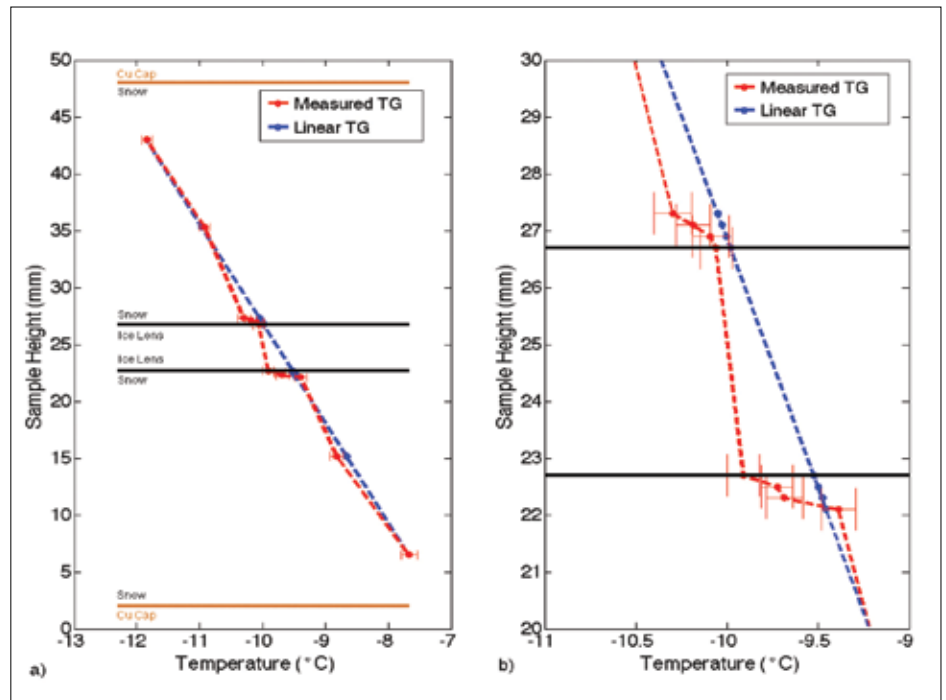 50
45
40
35
30
25
20
15
10
5
0
Sample Height (mm)
Cu Cap
Snow
Measured TG
Linear TG
Snow
Ice Lens
Ice Lens
Snow
Snow
Cu Cap
-13
-12
-11
-10
-9
-8
-7
Temperature (°C)
a)
30
29
28
27
26
25
24
23
22
21
20
Sample Height (mm)
Measured TG
Linear TG
-11
-10.5
-10
-9.5
-9
Temperature (°C)
b)